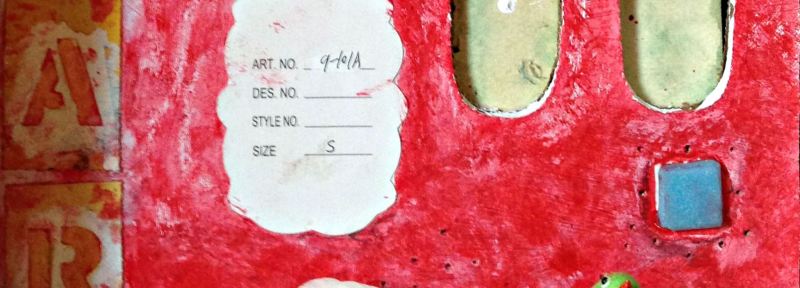 A
R
ART. NO. 9-101A
DES. NO.
STYLE NO.
SIZE S